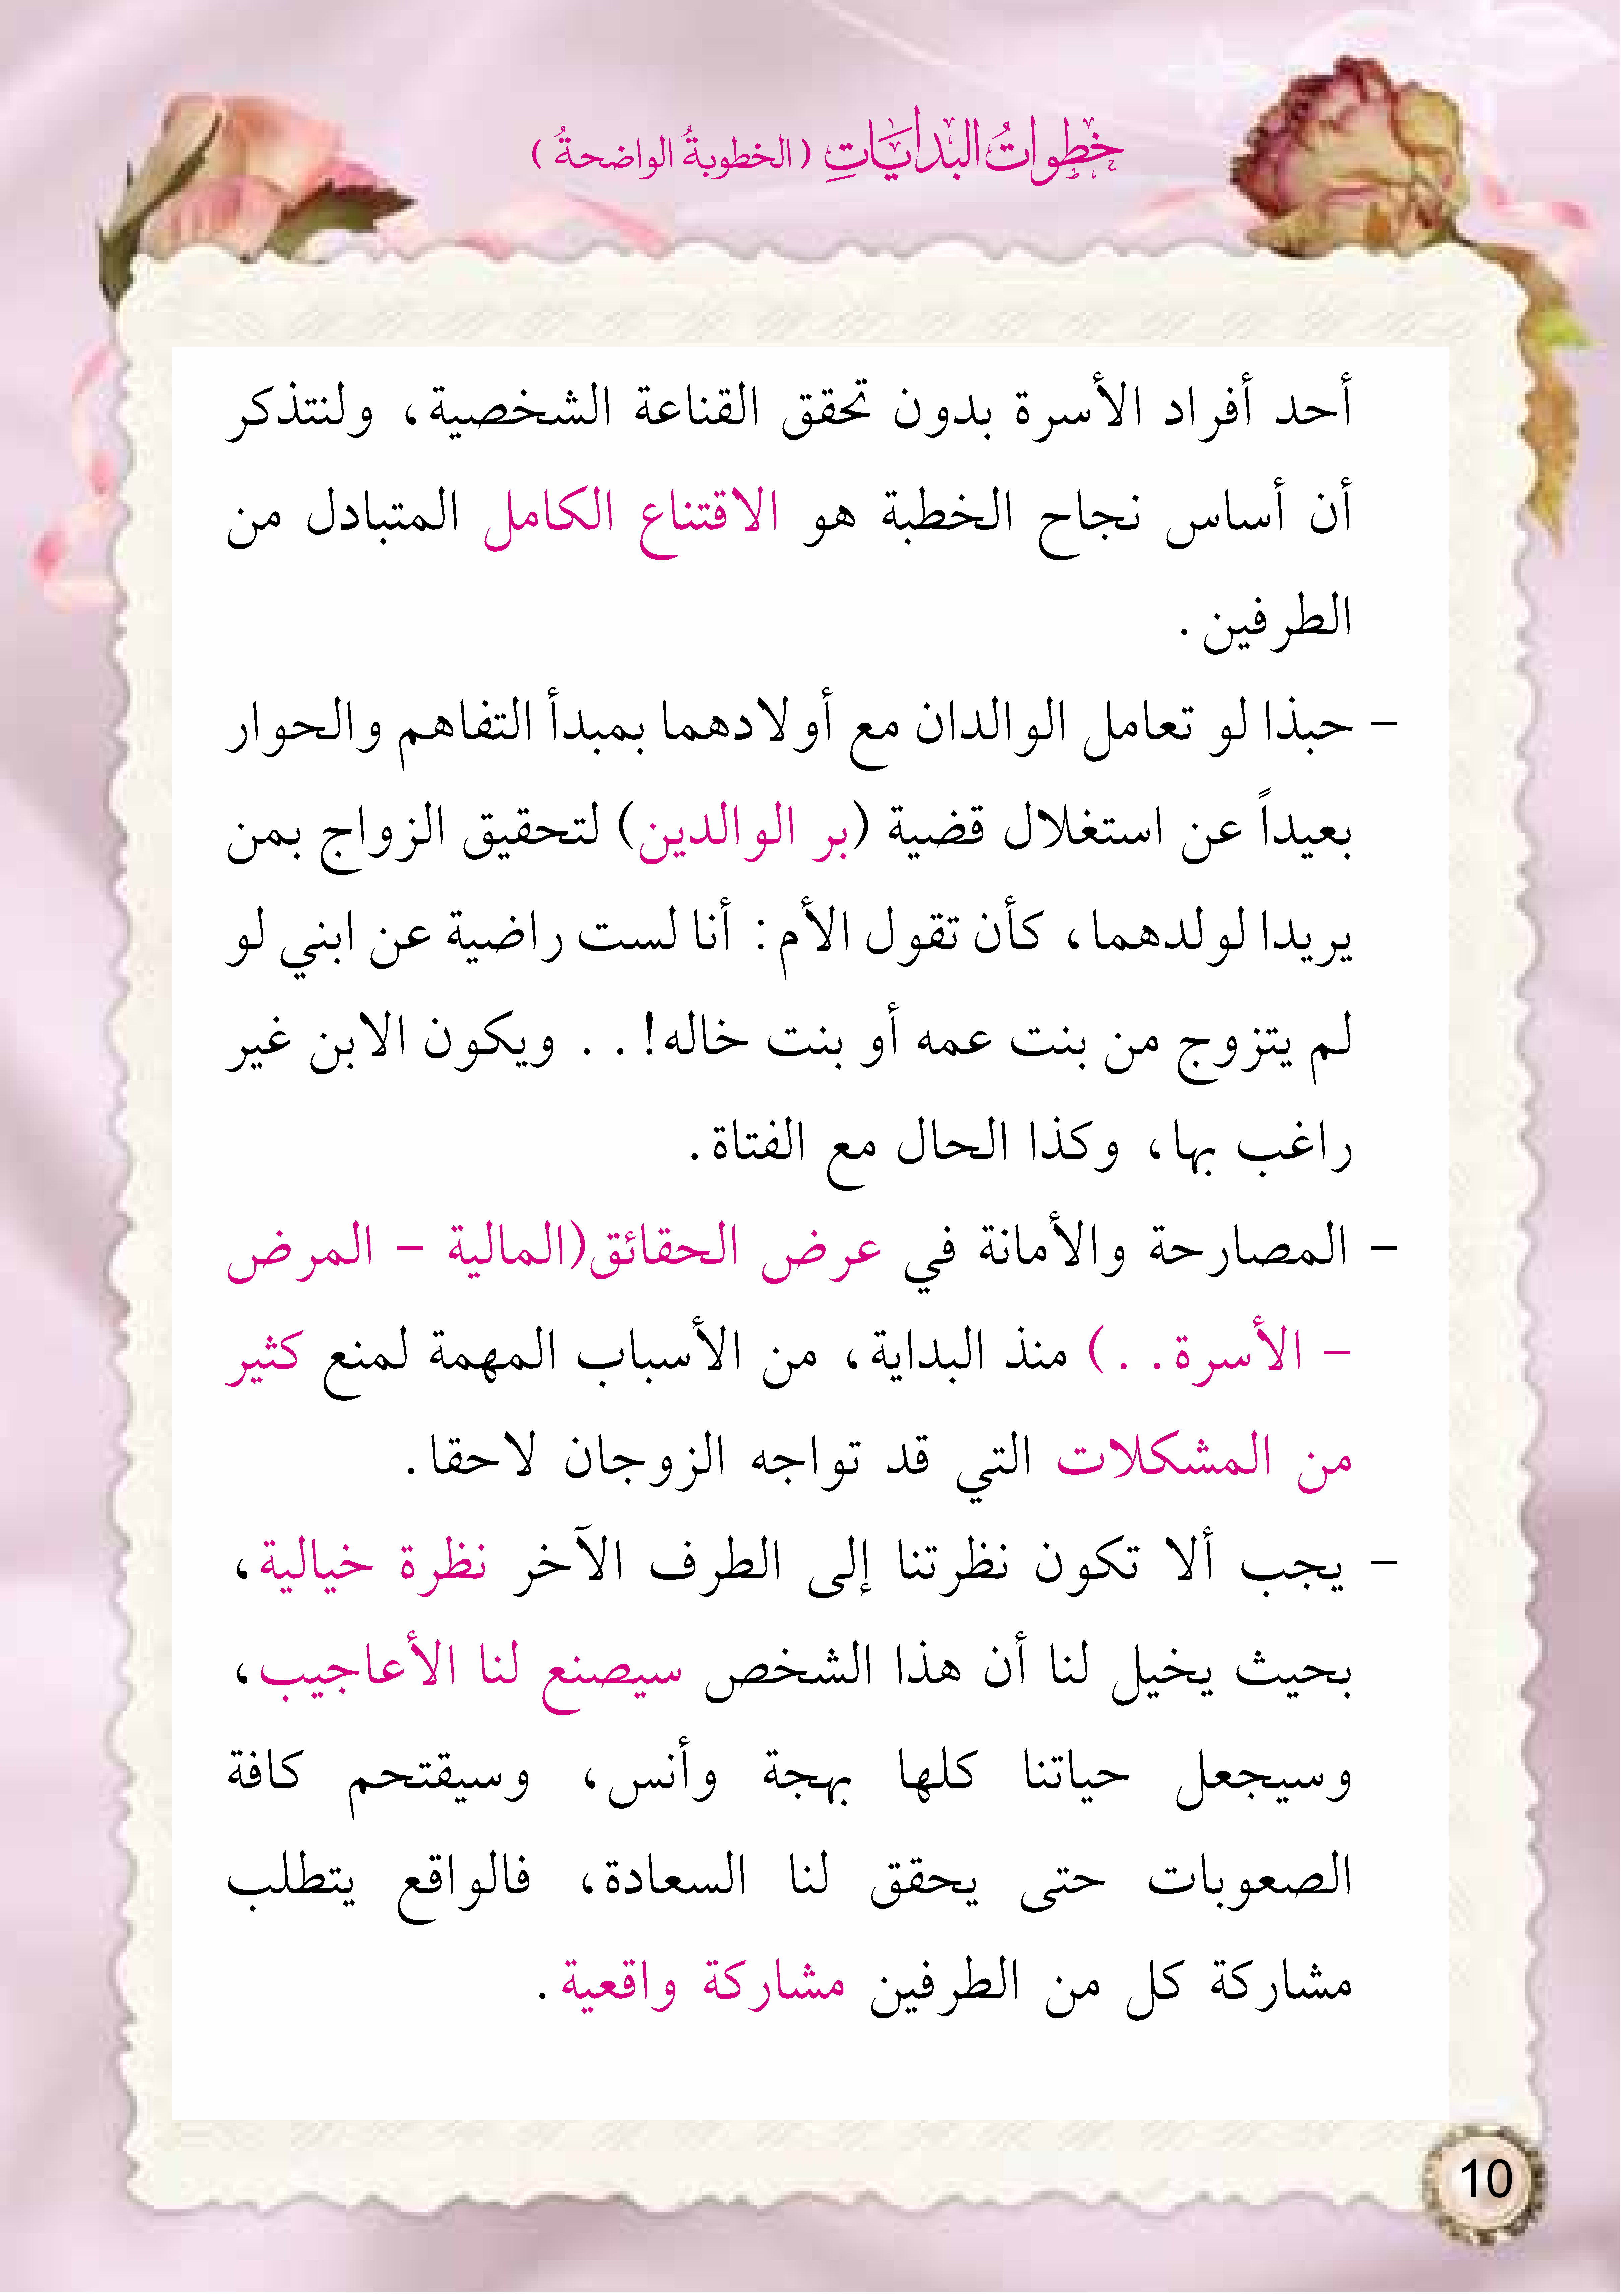 خطواتُ البدايَاتِ ( الخطوبةُ الواضحةُ )
أحد أفراد الأسرة بدون تحقق القناعة الشخصية، ولنتذكر
أن أساس نجاح الخطبة هو الاقتناع الكامل المتبادل من
الطرفين .
- حبذا لو تعامل الوالدان مع أولادهما بمبدأ التفاهم والحوار
بعيداً عن استغلال قضية (بر الوالدين) لتحقيق الزواج بمن
يريدا لولدهما، كأن تقول الأم: أنا لست راضية عن ابني لو
لم يتزوج من بنت عمه أو بنت خاله! . . ويكون الابن غير
راغب بها، وكذا الحال مع الفتاة.
- المصارحة والأمانة في عرض الحقائق(المالية - المرض
- الأسرة. . ) منذ البداية، من الأسباب المهمة لمنع كثير
من المشكلات التي قد تواجه الزوجان لاحقا.
- يجب ألا تكون نظرتنا إلى الطرف الآخر نظرة خيالية،
بحيث يخيل لنا أن هذا الشخص سيصنع لنا الأعاجيب،
وسيجعل حياتنا كلها بهجة وأنس، وسيقتحم كافة
الصعوبات حتى يحقق لنا السعادة، فالواقع يتطلب
مشاركة كل من الطرفين مشاركة واقعية.
10